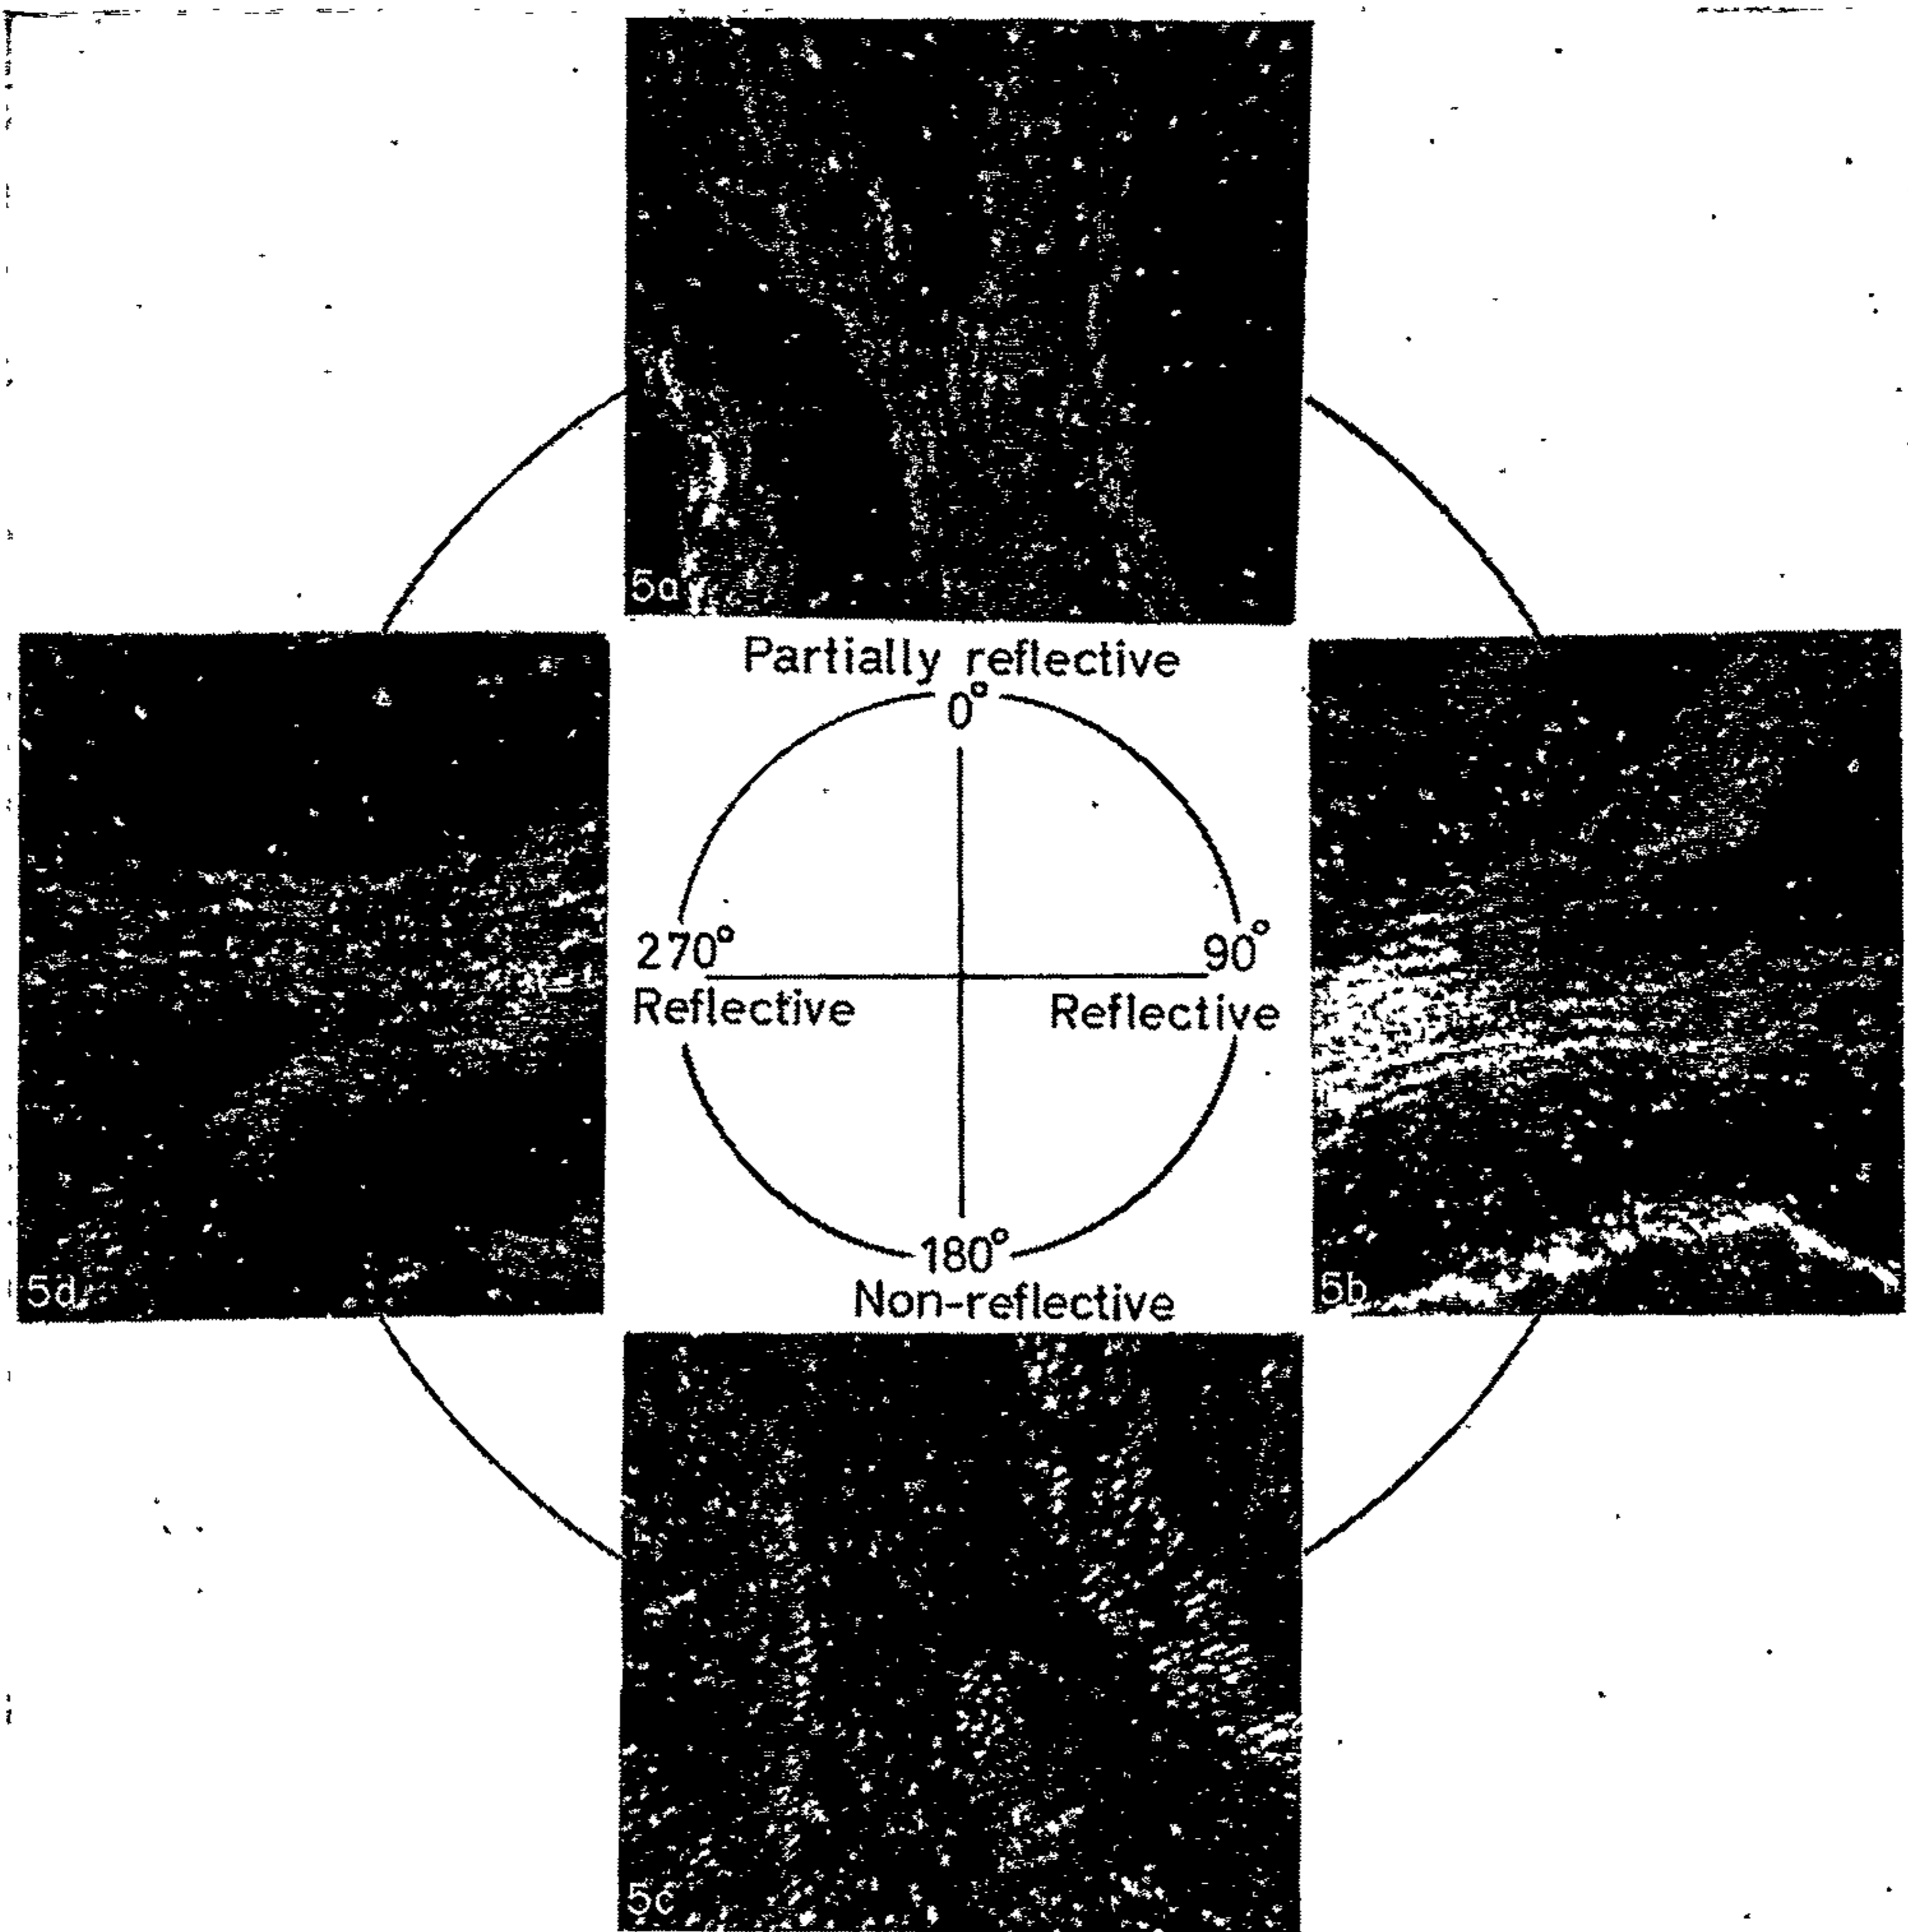 5a
Partially reflective
0°
270°
90°
Reflective
Reflective
180°
Non-reflective
5d
5b
5c